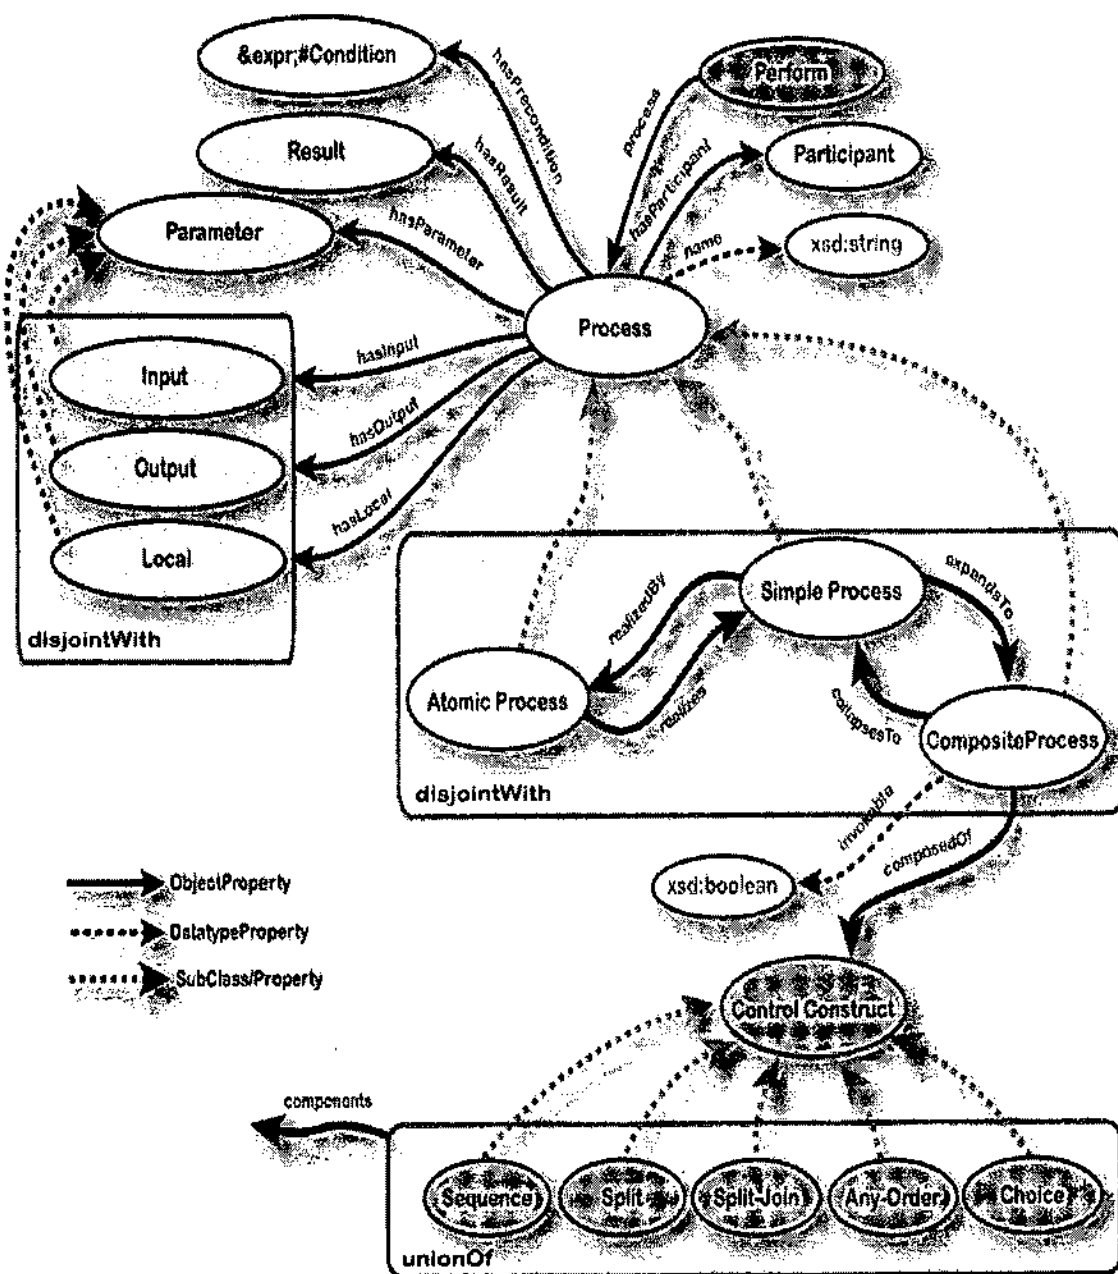 &expr;#Condition
hasPrecondition
Perform
process
Result
hasResult
hasParticipant
Participant
Parameter
hasParameter
name
xsd:string
Process
Input
hasInput
Output
hasOutput
Local
hasLocal
disjointWith
Simple Process
expandsTo
realizedBy
Atomic Process
realizes
collapsesTo
CompositeProcess
disjointWith
invokable
composedOf
xsd:boolean
ObjectProperty
DatatypeProperty
SubClass/Property
Control Construct
components
Sequence
Split
Split-Join
Any-Order
Choice
unionOf